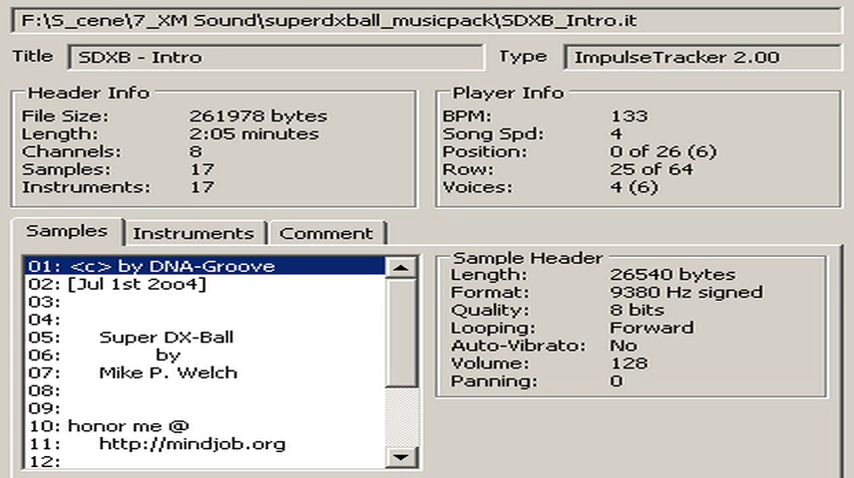 F:\S_cene\7_XM Sound\superdxball_musicpack\SDXB_Intro.it
Title SDXB - Intro Type ImpulseTracker 2.00
Header Info
File Size: 261978 bytes
Length: 2:05 minutes
Channels: 8
Samples: 17
Instruments: 17
Player Info
BPM: 133
Song Spd: 4
Position: 0 of 26 (6)
Row: 25 of 64
Voices: 4 (6)
Samples Instruments Comment
01: <c> by DNA-Groove
02: [Jul 1st 2oo4]
03:
04:
05: Super DX-Ball
06: by
07: Mike P. Welch
08:
09:
10: honor me @
11: http://mindjob.org
12:
Sample Header
Length: 26540 bytes
Format: 9380 Hz signed
Quality: 8 bits
Looping: Forward
Auto-Vibrato: No
Volume: 128
Panning: 0